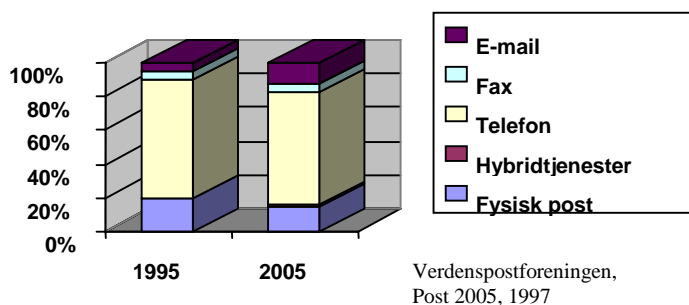 100%
80%
60%
40%
20%
0%
1995
2005
E-mail
Fax
Telefon
Hybridtjenester
Fysisk post
Verdenspostforeningen,
Post 2005, 1997